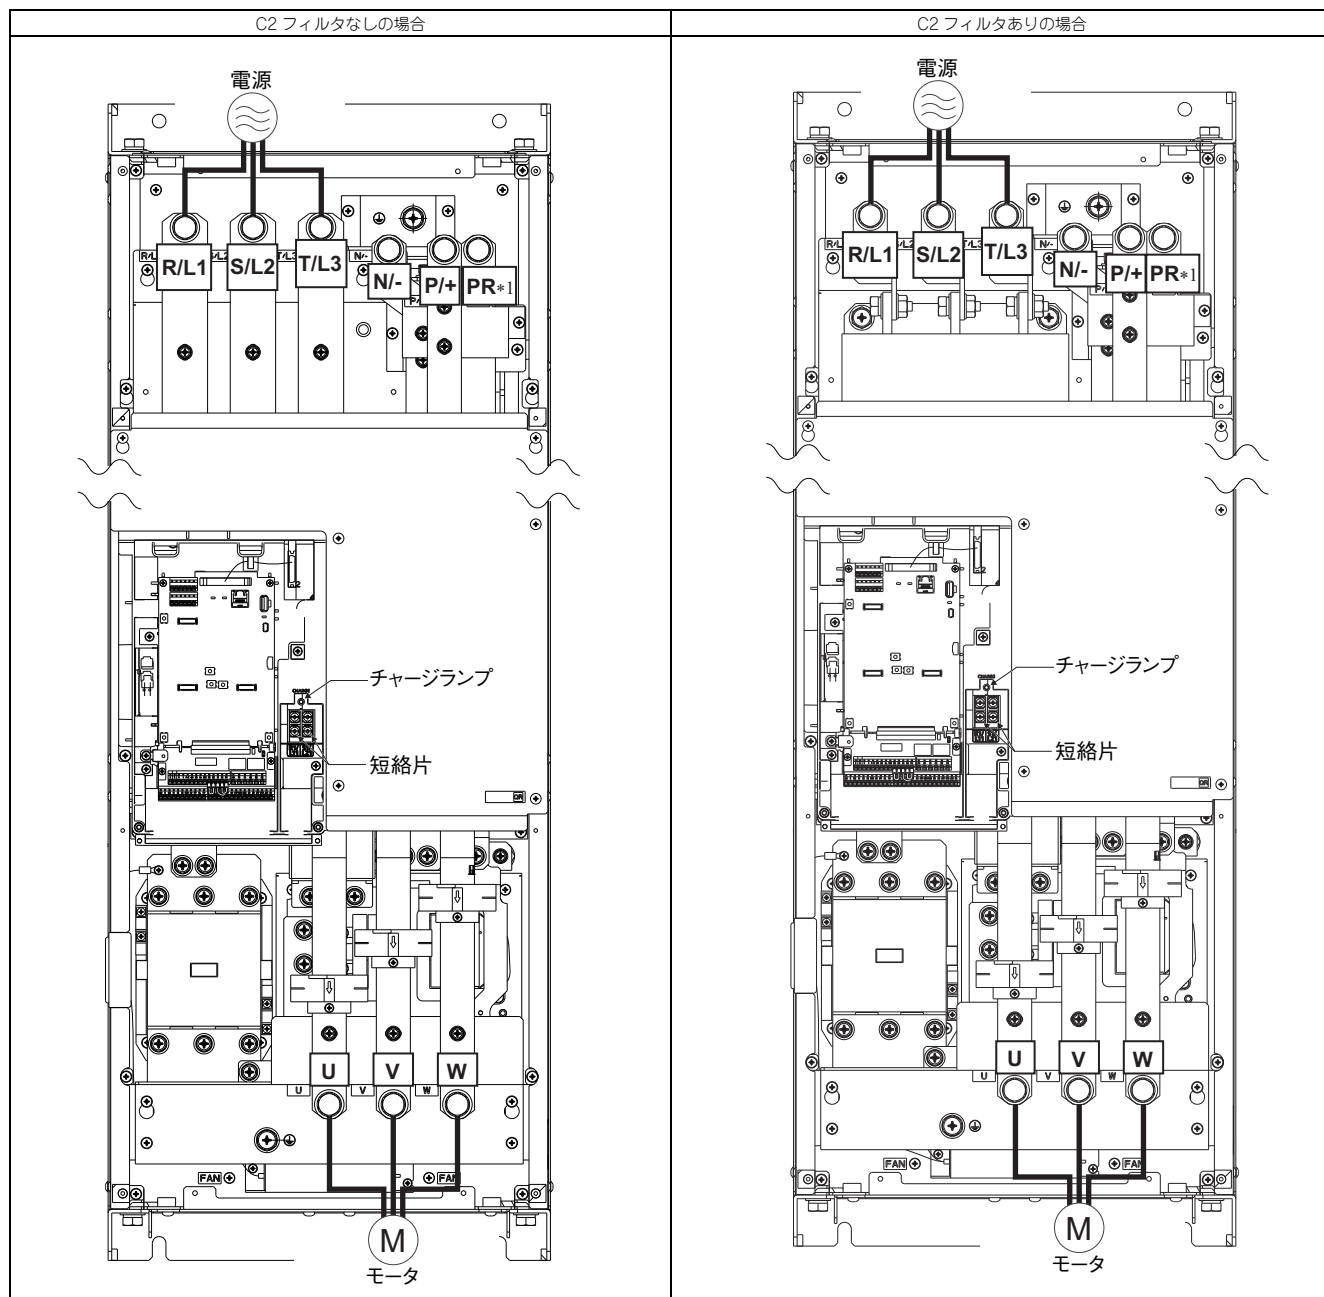 C2 フィルタなしの場合
電源
R/L1
S/L2
T/L3
N/-
N/-
P/+
PR*1
チャージランプ
短絡片
U
V
W
U
V
W
FAN
FAN
M
モータ
C2 フィルタありの場合
電源
R/L1
S/L2
T/L3
N/-
N/-
P/+
PR*1
チャージランプ
短絡片
U
V
W
U
V
W
FAN
FAN
M
モータ